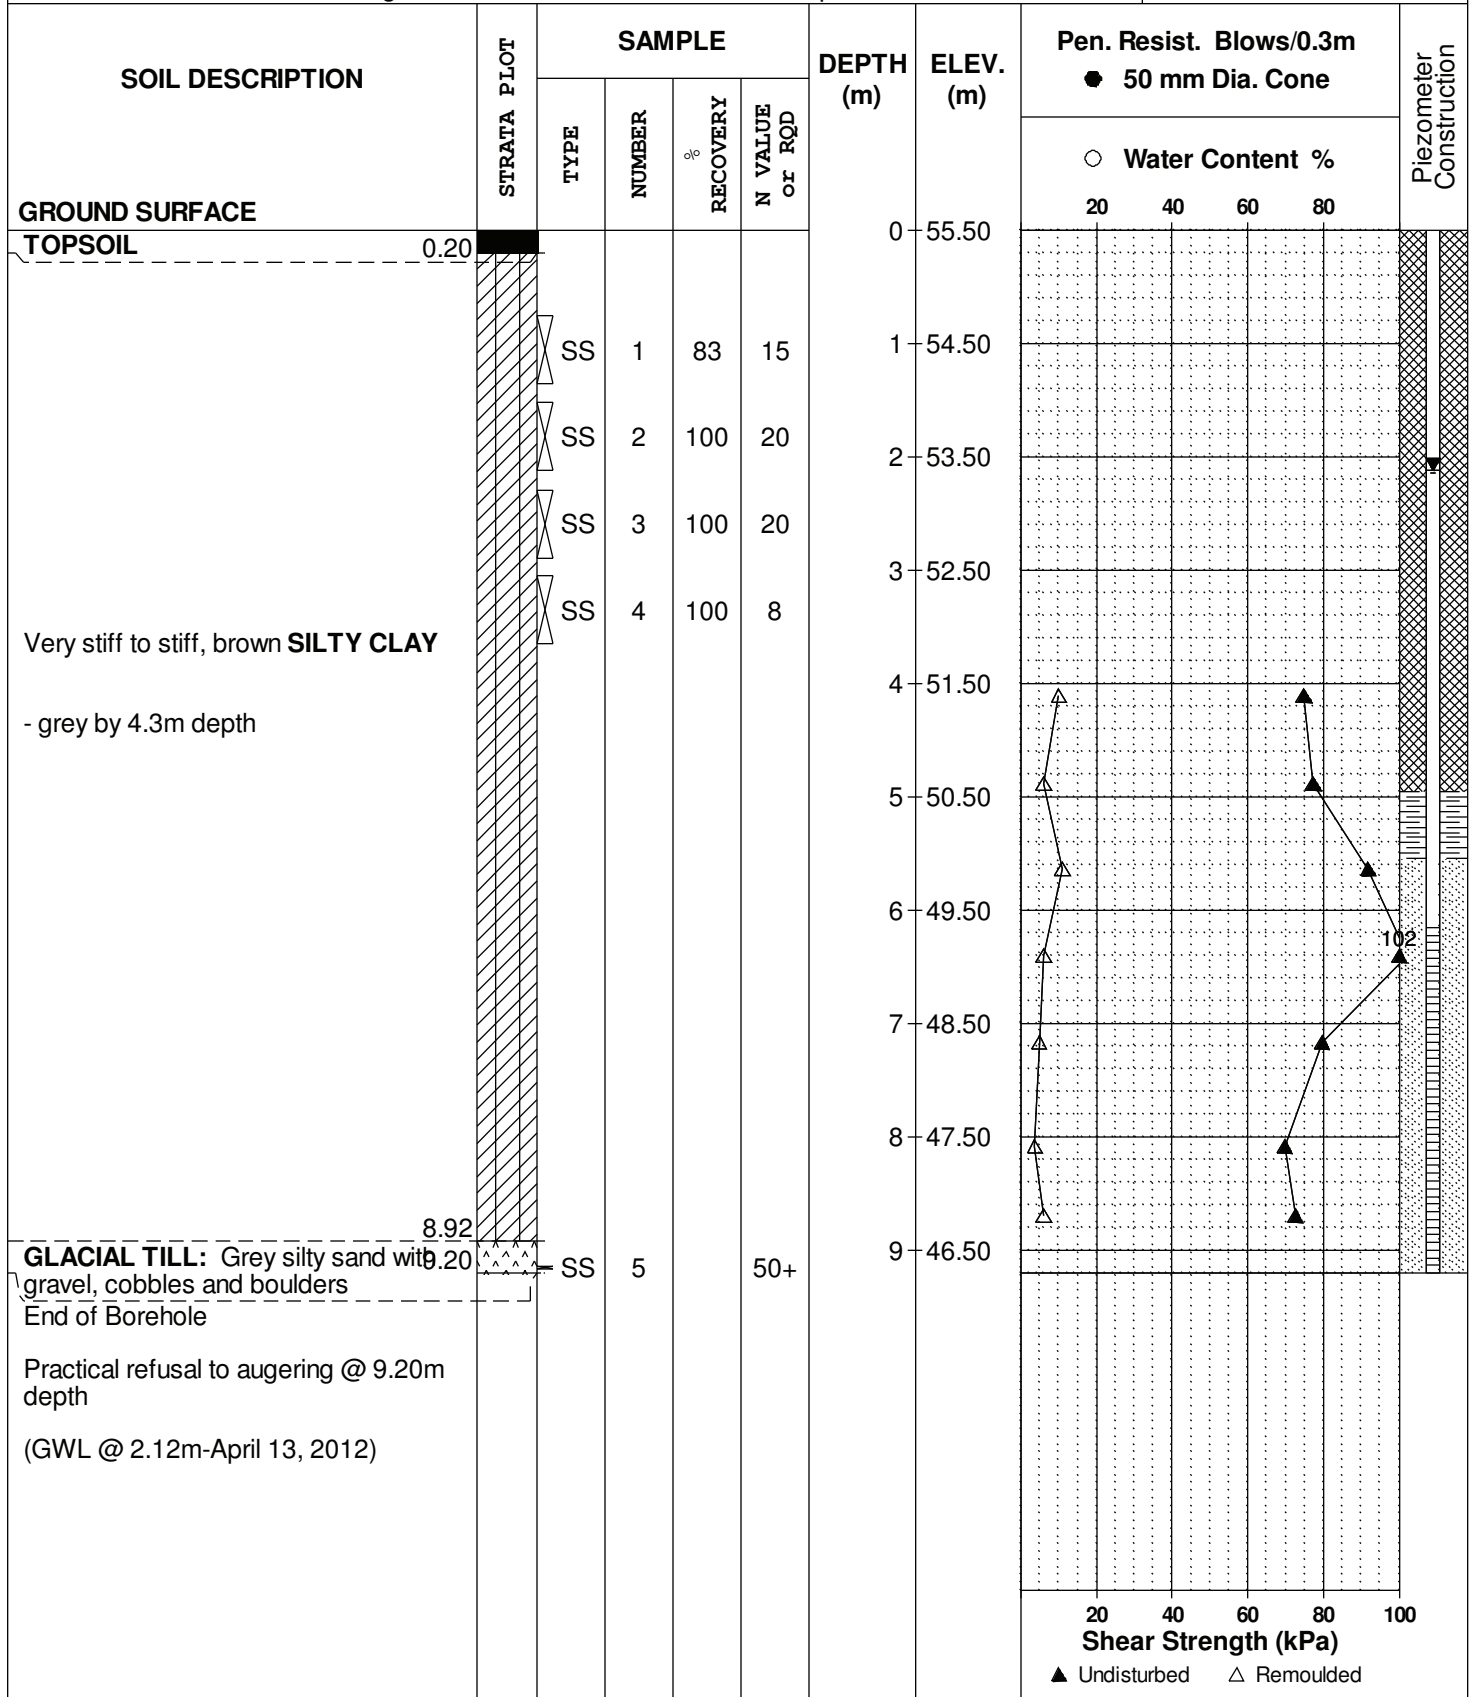 SOIL DESCRIPTION
STRATA PLOT
SAMPLE
TYPE
NUMBER
% RECOVERY
N VALUE or RQD
DEPTH (m)
ELEV. (m)
Pen. Resist. Blows/0.3m
● 50 mm Dia. Cone
○ Water Content %
20 40 60 80
Piezometer Construction
GROUND SURFACE
0 55.50
TOPSOIL 0.20
SS 1 83 15
1 54.50
SS 2 100 20
2 53.50
SS 3 100 20
3 52.50
SS 4 100 8
Very stiff to stiff, brown SILTY CLAY
4 51.50
- grey by 4.3m depth
5 50.50
6 49.50
102
7 48.50
8 47.50
8.92
9 46.50
GLACIAL TILL: Grey silty sand with 9.20
gravel, cobbles and boulders
SS 5 50+
End of Borehole
Practical refusal to augering @ 9.20m
depth
(GWL @ 2.12m-April 13, 2012)
20 40 60 80 100
Shear Strength (kPa)
▲ Undisturbed △ Remoulded